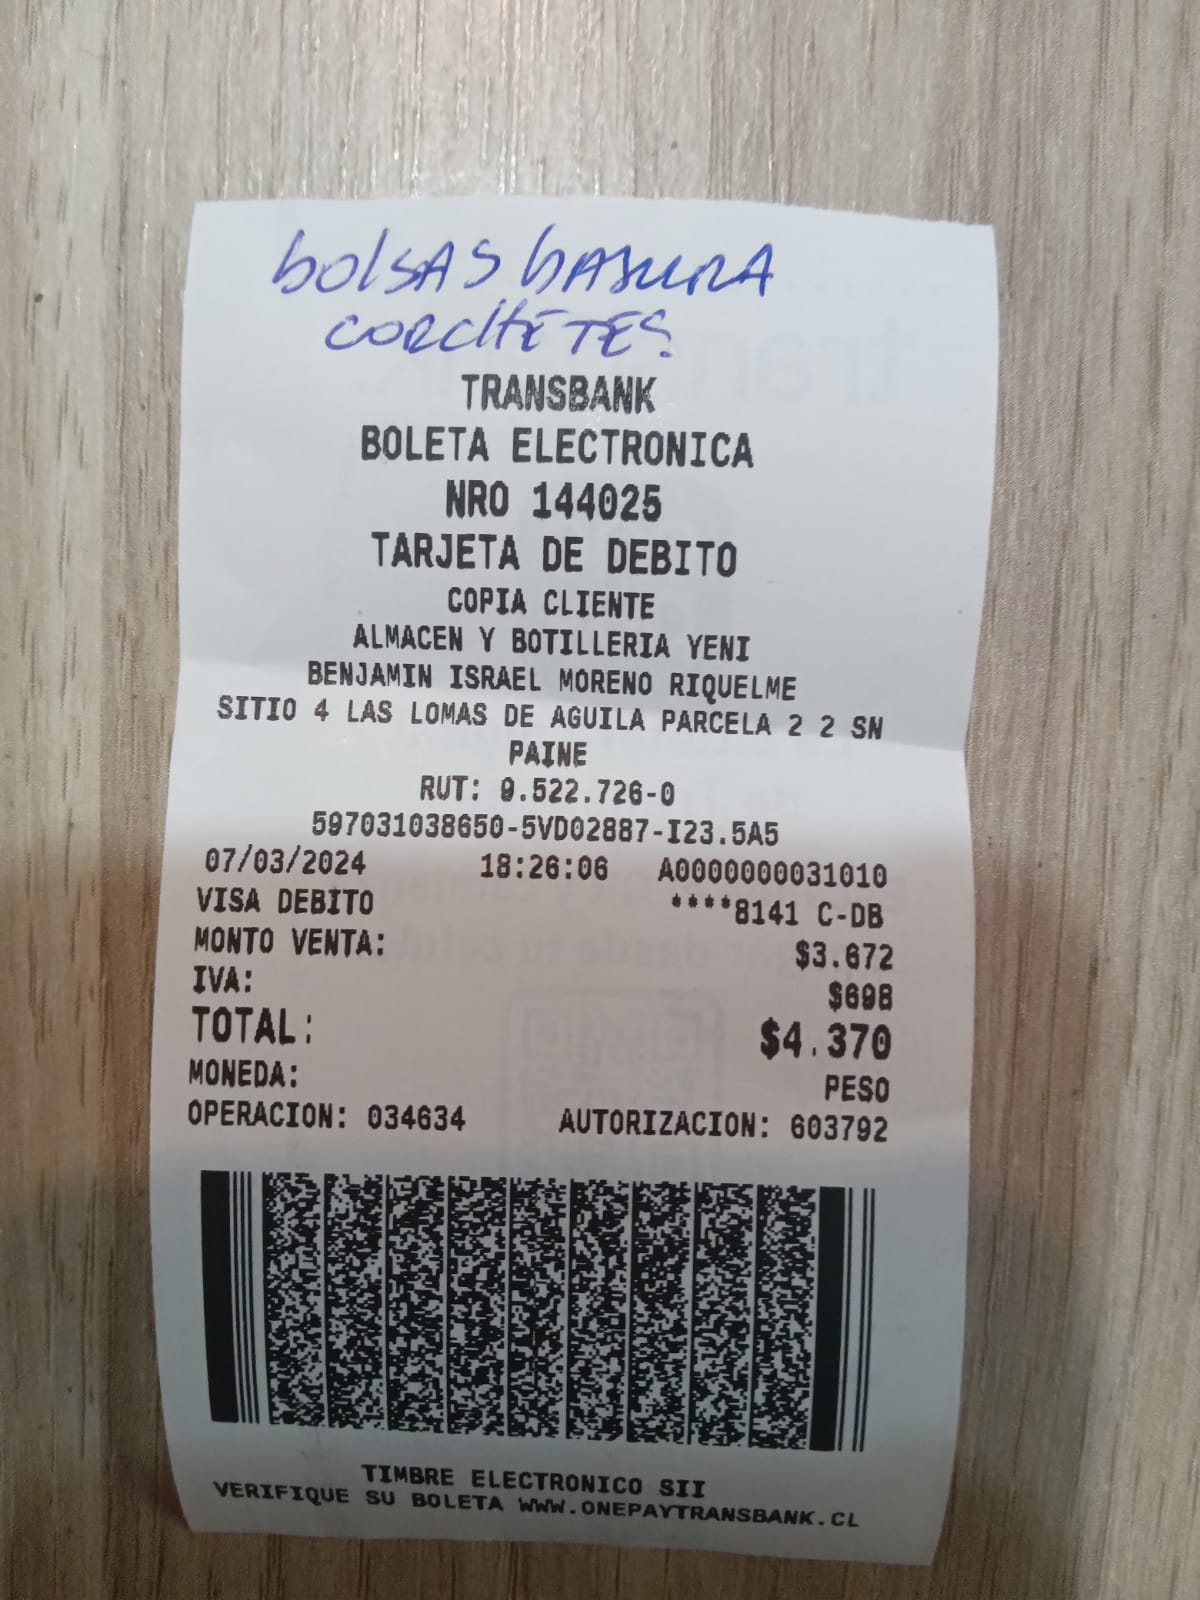 bolsas basura
corchetes.
TRANSBANK
BOLETA ELECTRONICA
NRO 144025
TARJETA DE DEBITO
COPIA CLIENTE
ALMACEN Y BOTILLERIA YENI
BENJAMIN ISRAEL MORENO RIQUELME
SITIO 4 LAS LOMAS DE AGUILA PARCELA 2 2 SN
PAINE
RUT: 9.522.726-0
597031038650-5VD02887-I23.5A5
07/03/2024 18:26:06 A0000000031010
VISA DEBITO ****8141 C-DB
MONTO VENTA: $3.672
IVA: $698
TOTAL: $4.370
MONEDA: PESO
OPERACION: 034634 AUTORIZACION: 603792
TIMBRE ELECTRONICO SII
VERIFIQUE SU BOLETA WWW.ONEPAYTRANSBANK.CL